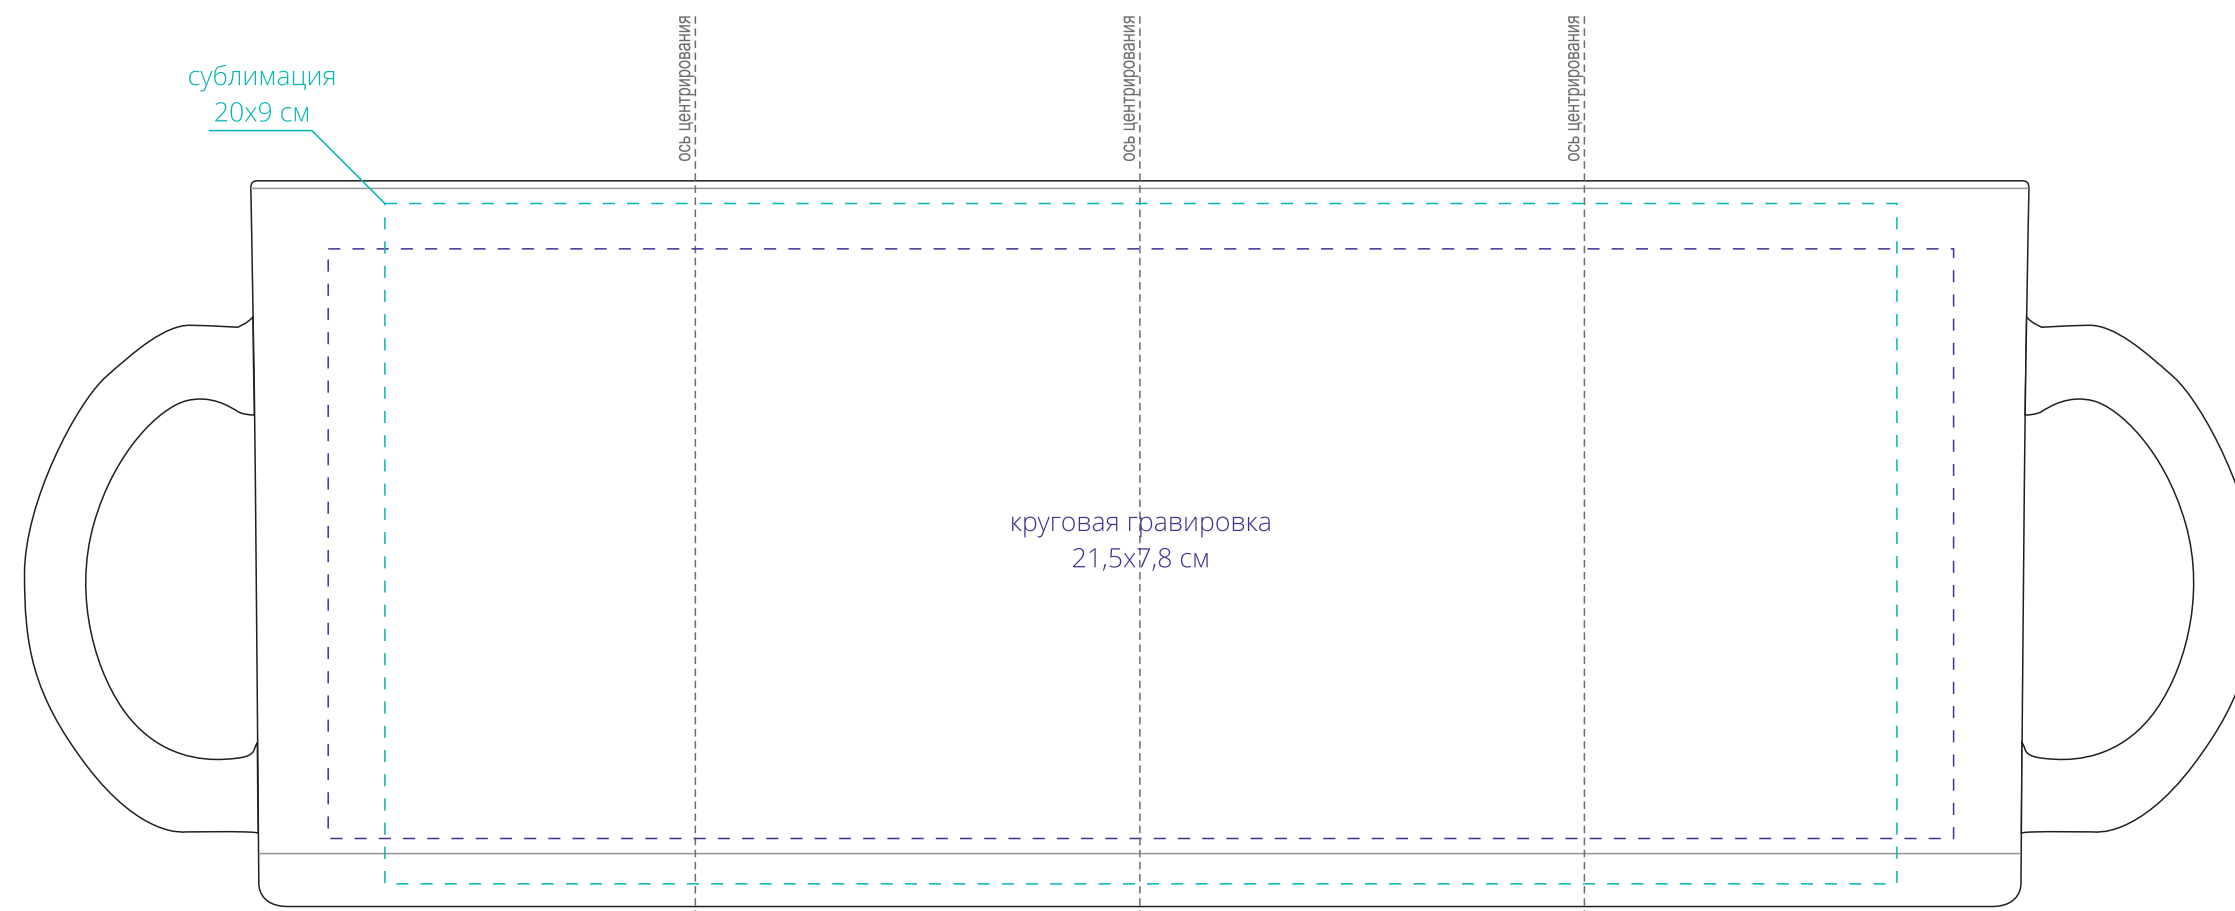 ось центрирования
ось центрирования
ось центрирования
сублимация
20х9 см
круговая гравировка
21,5х7,8 см